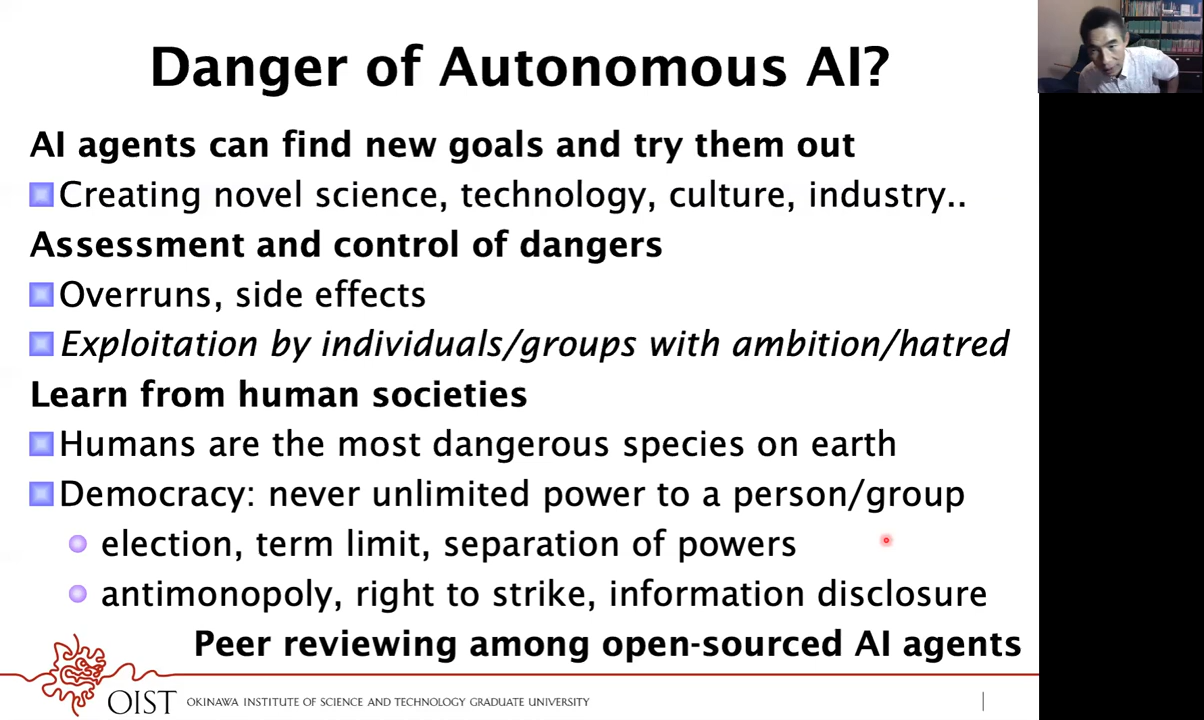 Danger of Autonomous AI?
AI agents can find new goals and try them out
Creating novel science, technology, culture, industry..
Assessment and control of dangers
Overruns, side effects
Exploitation by individuals/groups with ambition/hatred
Learn from human societies
Humans are the most dangerous species on earth
Democracy: never unlimited power to a person/group
election, term limit, separation of powers
antimonopoly, right to strike, information disclosure
Peer reviewing among open-sourced AI agents
OIST OKINAWA INSTITUTE OF SCIENCE AND TECHNOLOGY GRADUATE UNIVERSITY